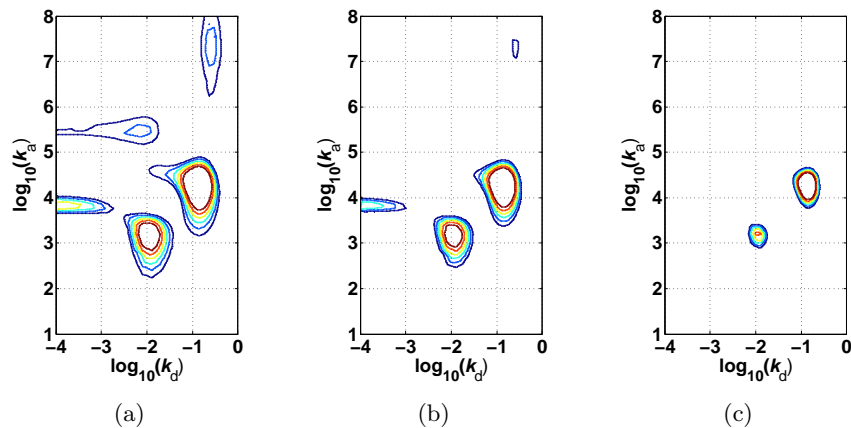 8 8 8
7 7 7
6 6 6
5 5 5
4 4 4
3 3 3
2 2 2
1 1 1
log10(ka) log10(ka) log10(ka)
−4 −3 −2 −1 0 −4 −3 −2 −1 0 −4 −3 −2 −1 0
log10(kd) log10(kd) log10(kd)
(a) (b) (c)